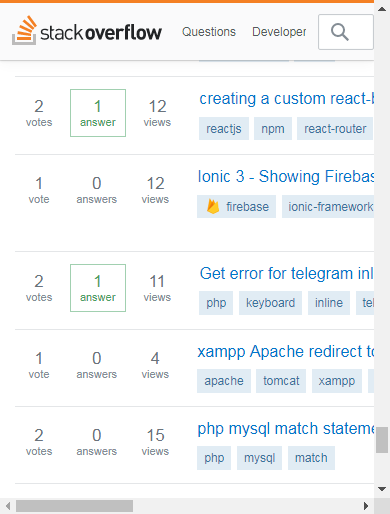 stackoverflow Questions Developer
2 1 12 creating a custom react-
votes answer views reactjs npm react-router
1 0 12 Ionic 3 - Showing Firebas
vote answers views firebase ionic-framework
2 1 11 Get error for telegram inl
votes answer views php keyboard inline tel
1 0 4 xampp Apache redirect to
vote answers views apache tomcat xampp
2 0 15 php mysql match stateme
votes answers views php mysql match